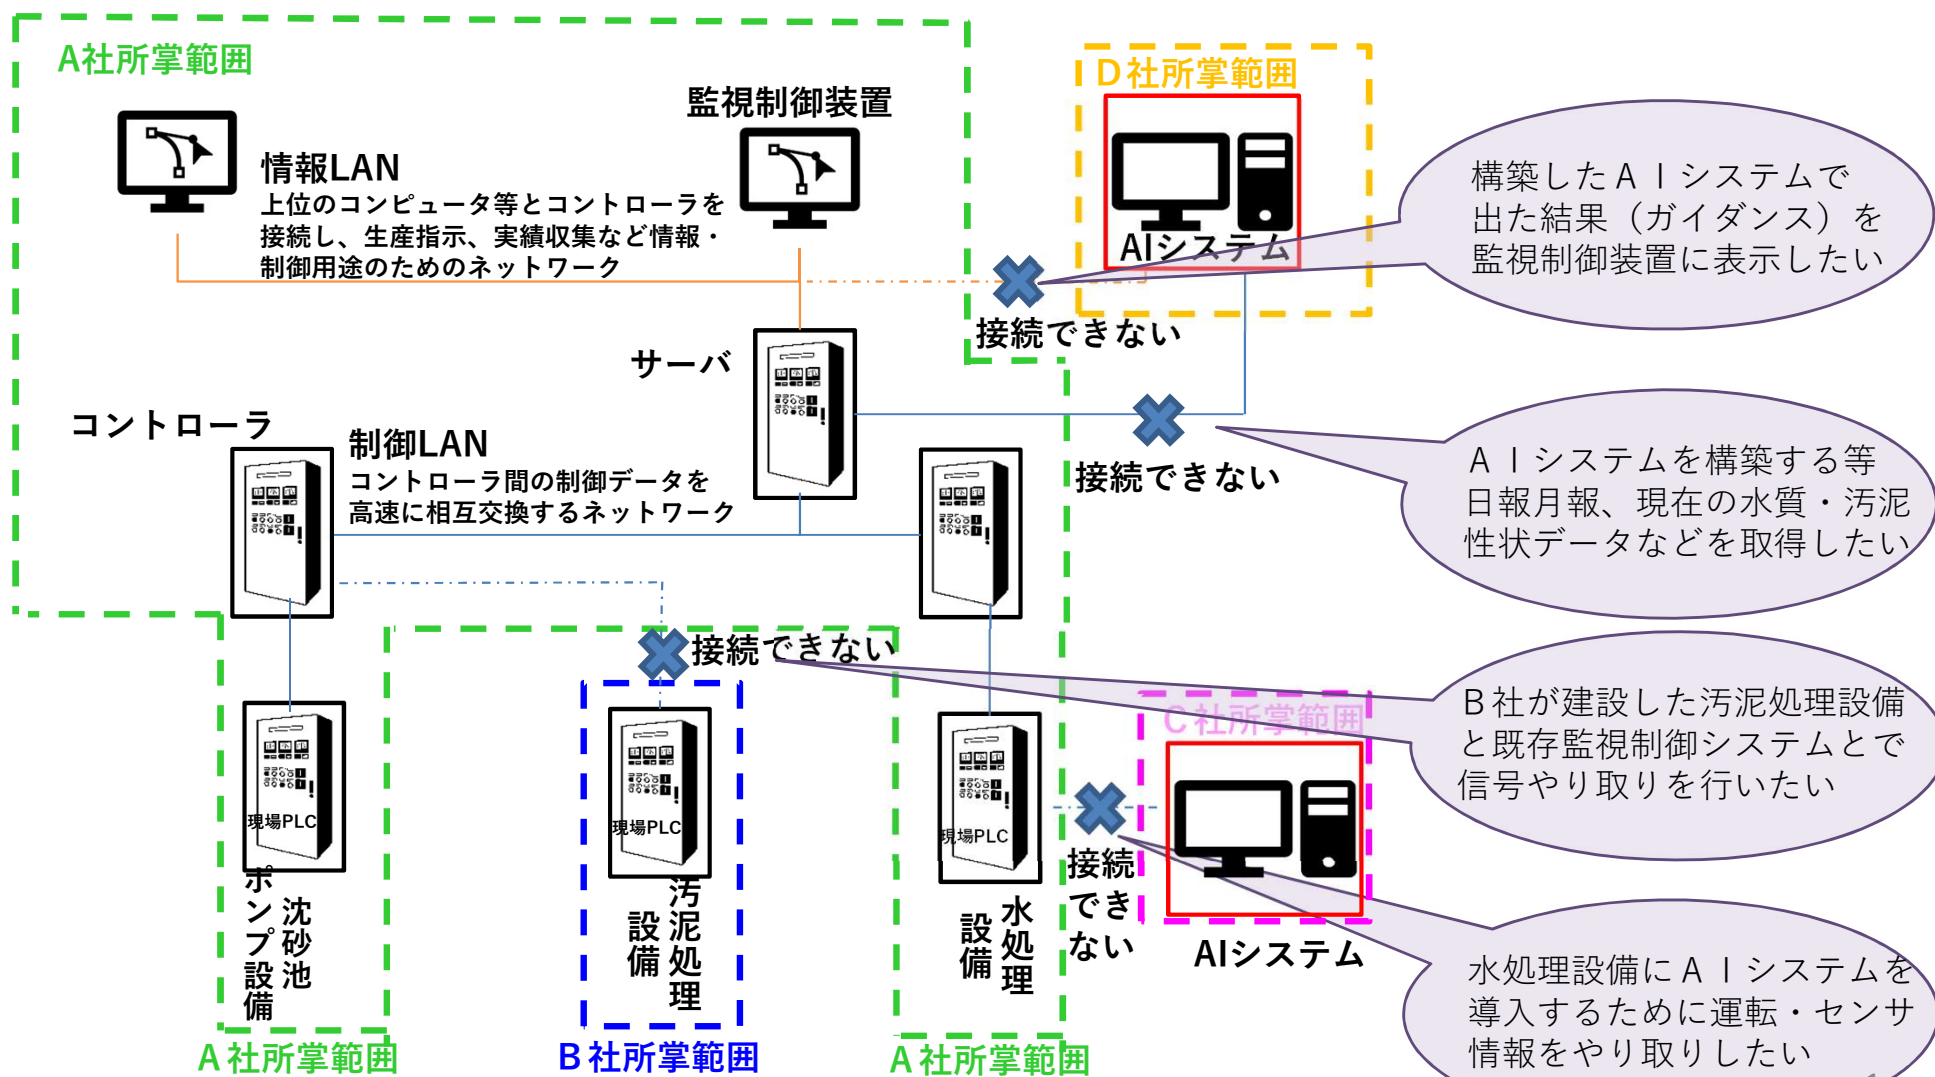 A社所掌範囲
監視制御装置
情報LAN
上位のコンピュータ等とコントローラを
接続し、生産指示、実績収集など情報・
制御用途のためのネットワーク
D社所掌範囲
AIシステム
構築したAIシステムで
出た結果（ガイダンス）を
監視制御装置に表示したい
接続できない
サーバ
コントローラ
制御LAN
コントローラ間の制御データを
高速に相互交換するネットワーク
接続できない
AIシステムを構築する等
日報月報、現在の水質・汚泥
性状データなどを取得したい
接続できない
B社が建設した汚泥処理設備
と既存監視制御システムとで
信号やり取りを行いたい
C社所掌範囲
現場PLC
現場PLC
現場PLC
沈砂池
ポンプ設備
汚泥処理
設備
水処理
設備
接続
でき
ない
AIシステム
水処理設備にAIシステムを
導入するために運転・センサ
情報をやり取りしたい
A社所掌範囲
B社所掌範囲
A社所掌範囲